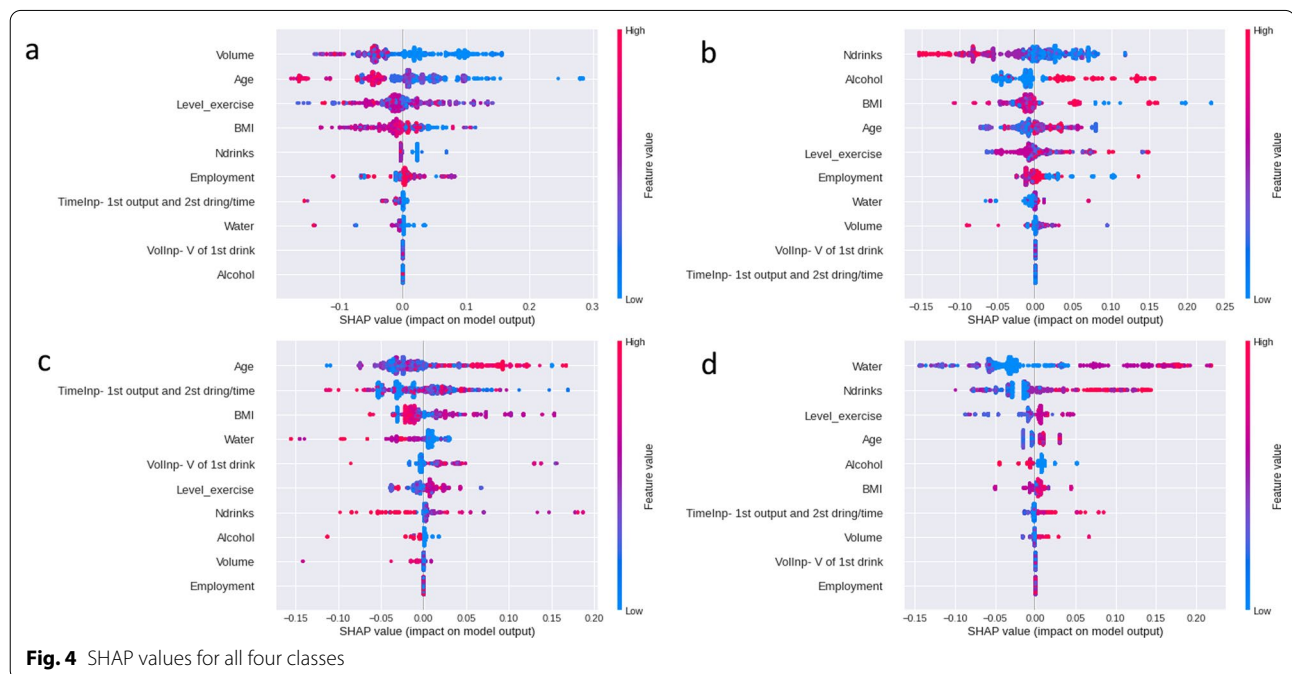 a
High
Volume
Age
Level_exercise
BMI
Ndrinks
Employment
TimeInp- 1st output and 2st dring/time
Water
VolInp- V of 1st drink
Alcohol
Feature value
Low
−0.1 0.0 0.1 0.2 0.3
SHAP value (impact on model output)
b
High
Ndrinks
Alcohol
BMI
Age
Level_exercise
Employment
Water
Volume
VolInp- V of 1st drink
TimeInp- 1st output and 2st dring/time
Feature value
Low
−0.15 −0.10 −0.05 0.00 0.05 0.10 0.15 0.20 0.25
SHAP value (impact on model output)
c
High
Age
TimeInp- 1st output and 2st dring/time
BMI
Water
VolInp- V of 1st drink
Level_exercise
Ndrinks
Alcohol
Volume
Employment
Feature value
Low
−0.15 −0.10 −0.05 0.00 0.05 0.10 0.15 0.20
SHAP value (impact on model output)
d
High
Water
Ndrinks
Level_exercise
Age
Alcohol
BMI
TimeInp- 1st output and 2st dring/time
Volume
VolInp- V of 1st drink
Employment
Feature value
Low
−0.15 −0.10 −0.05 0.00 0.05 0.10 0.15 0.20
SHAP value (impact on model output)
Fig. 4 SHAP values for all four classes